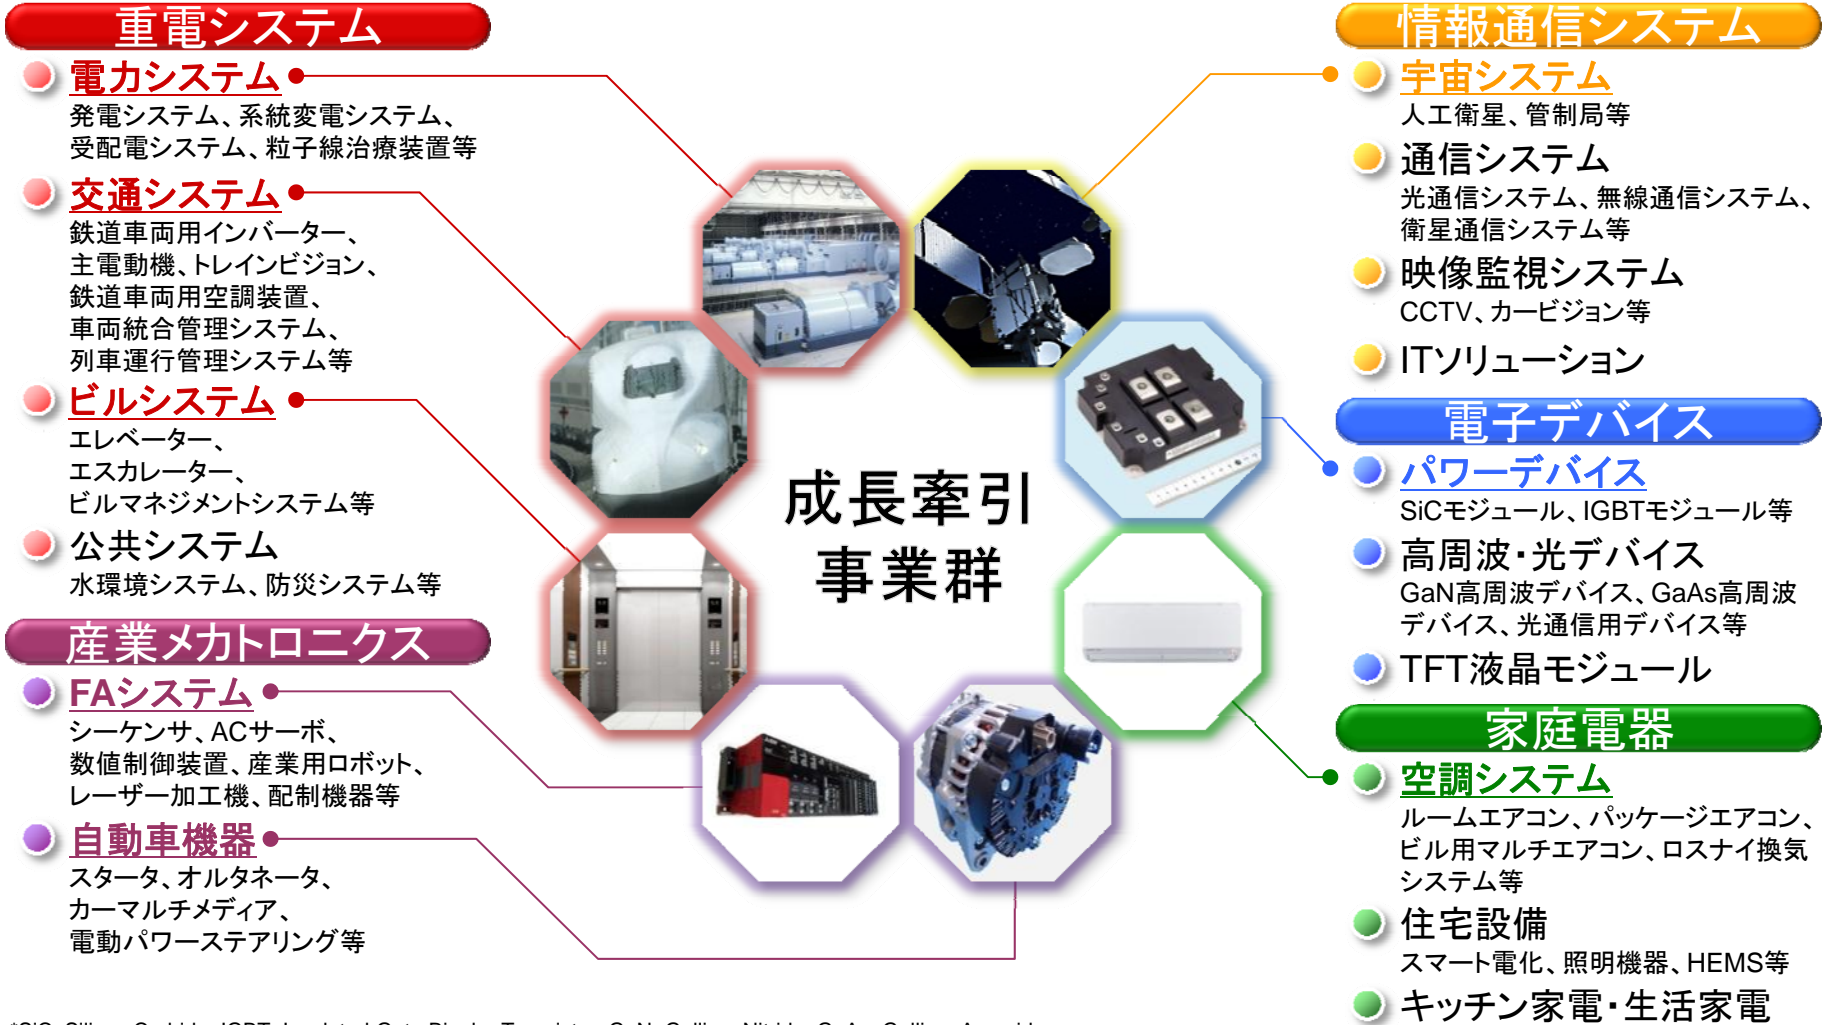 重電システム
電力システム
発電システム、系統変電システム、
受配電システム、粒子線治療装置等
交通システム
鉄道車両用インバーター、
主電動機、トレインビジョン、
鉄道車両用空調装置、
車両統合管理システム、
列車運行管理システム等
ビルシステム
エレベーター、
エスカレーター、
ビルマネジメントシステム等
公共システム
水環境システム、防災システム等
産業メカトロニクス
FAシステム
シーケンサ、ACサーボ、
数値制御装置、産業用ロボット、
レーザー加工機、配制機器等
自動車機器
スタータ、オルタネータ、
カーマルチメディア、
電動パワーステアリング等
成長牽引
事業群
情報通信システム
宇宙システム
人工衛星、管制局等
通信システム
光通信システム、無線通信システム、
衛星通信システム等
映像監視システム
CCTV、カービジョン等
ITソリューション
電子デバイス
パワーデバイス
SiCモジュール、IGBTモジュール等
高周波・光デバイス
GaN高周波デバイス、GaAs高周波
デバイス、光通信用デバイス等
TFT液晶モジュール
家庭電器
空調システム
ルームエアコン、パッケージエアコン、
ビル用マルチエアコン、ロスナイ換気
システム等
住宅設備
スマート電化、照明機器、HEMS等
キッチン家電・生活家電